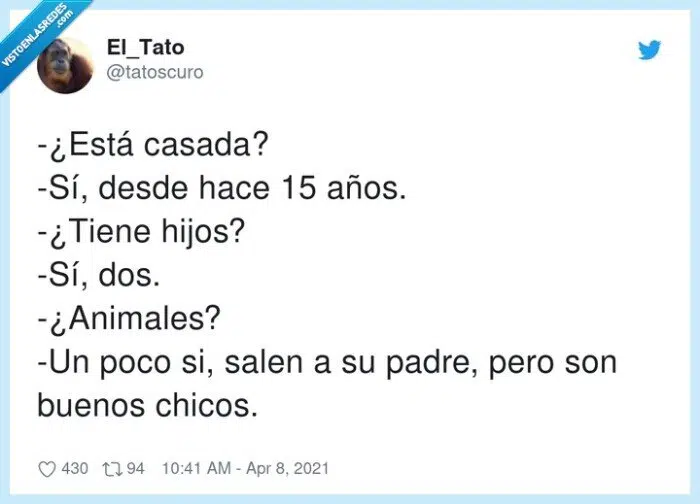 VISTOENLASREDES
.com
El_Tato
@tatoscuro
-¿Está casada?
-Sí, desde hace 15 años.
-¿Tiene hijos?
-Sí, dos.
-¿Animales?
-Un poco si, salen a su padre, pero son
buenos chicos.
430 94 10:41 AM - Apr 8, 2021